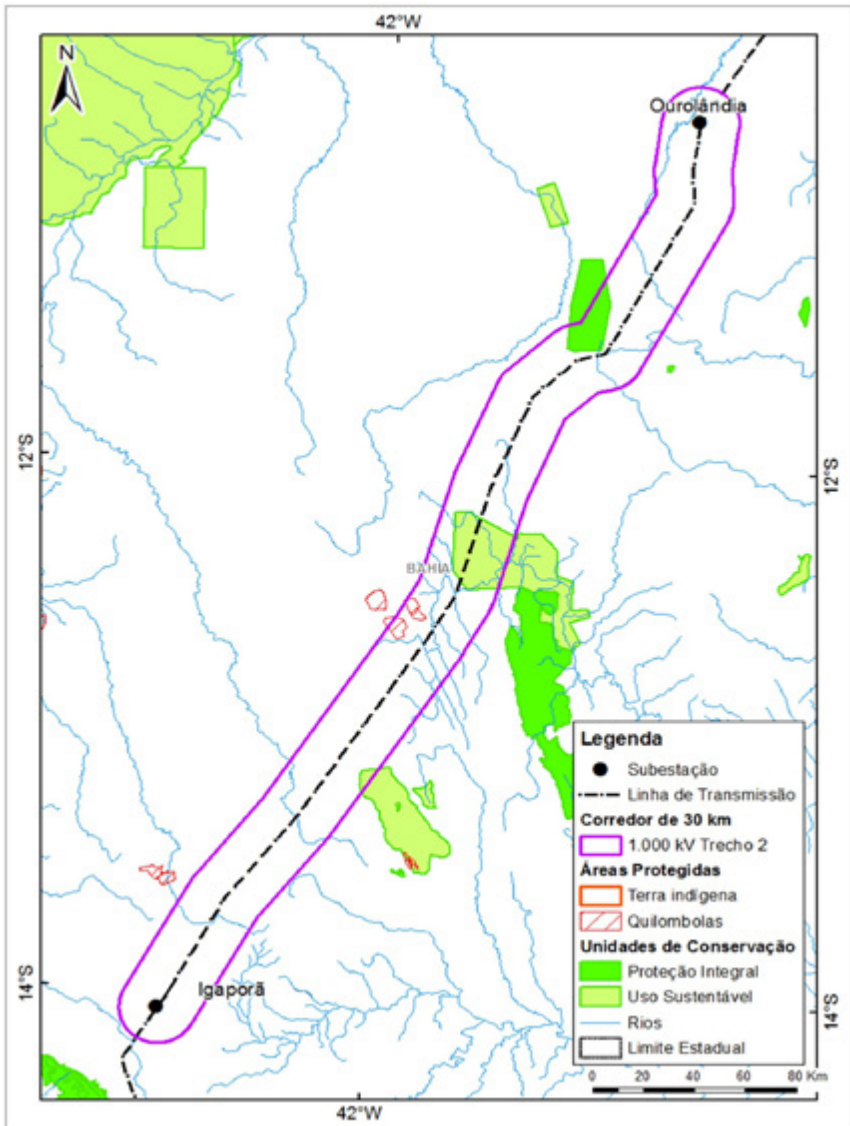 42°W
N
Ourolândia
12°S
12°S
BAHIA
Legenda
Subestação
Linha de Transmissão
Corredor de 30 km
1.000 kV Trecho 2
Áreas Protegidas
Terra indígena
Quilombolas
Unidades de Conservação
Proteção Integral
Uso Sustentável
Rios
Limite Estadual
0 20 40 60 80 Km
14°S
Igaporã
14°S
42°W